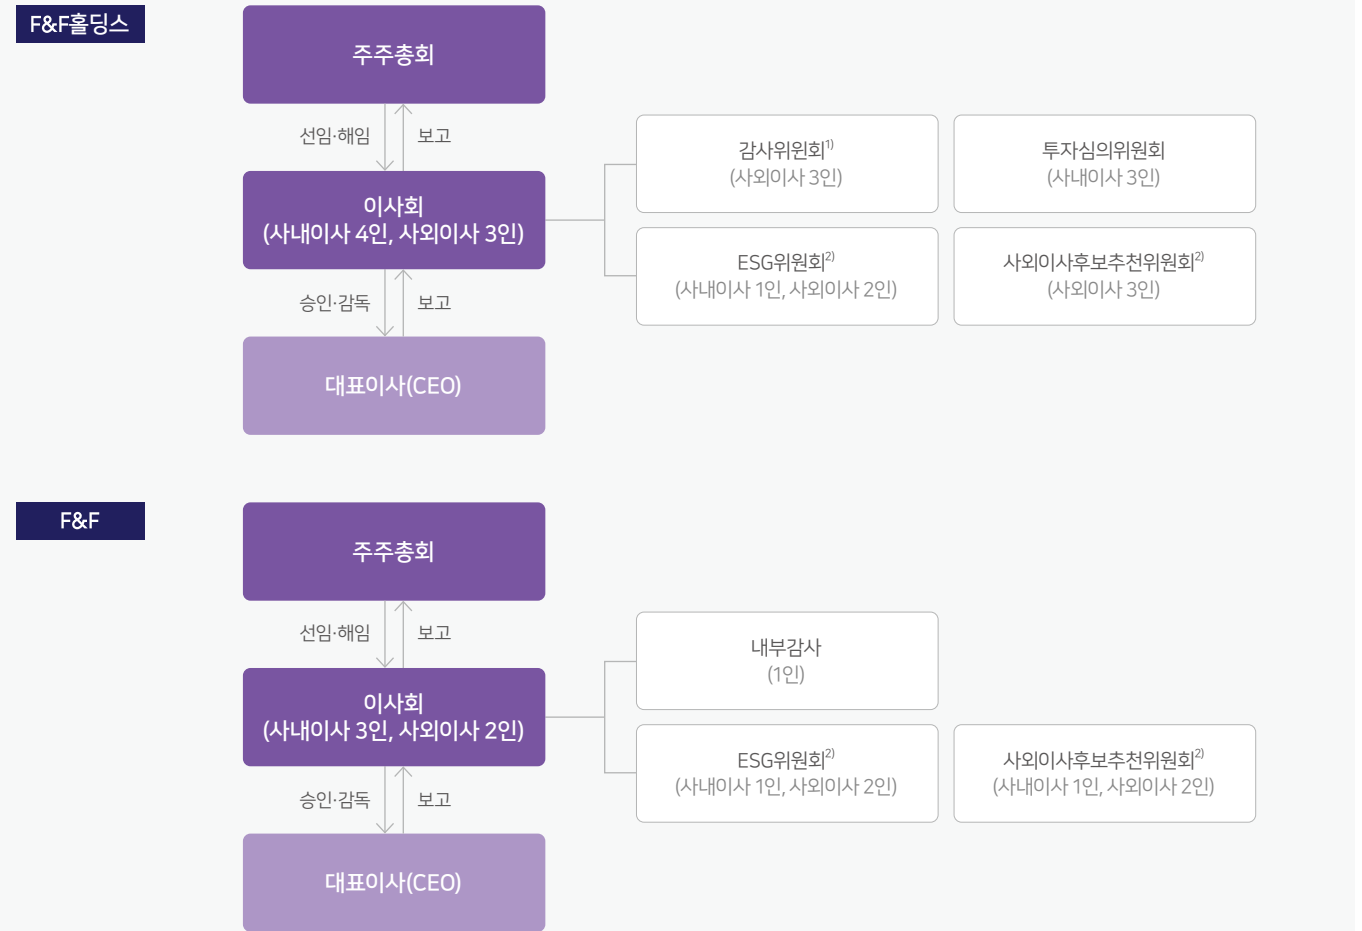 F&F홀딩스
주주총회
선임·해임
보고
이사회
(사내이사 4인, 사외이사 3인)
승인·감독
보고
대표이사(CEO)
감사위윈회1)
(사외이사 3인)
투자심의위원회
(사내이사 3인)
ESG위원회2)
(사내이사 1인, 사외이사 2인)
사외이사후보추천위원회2)
(사외이사 3인)
F&F
주주총회
선임·해임
보고
이사회
(사내이사 3인, 사외이사 2인)
승인·감독
보고
대표이사(CEO)
내부감사
(1인)
ESG위원회2)
(사내이사 1인, 사외이사 2인)
사외이사후보추천위원회2)
(사내이사 1인, 사외이사 2인)